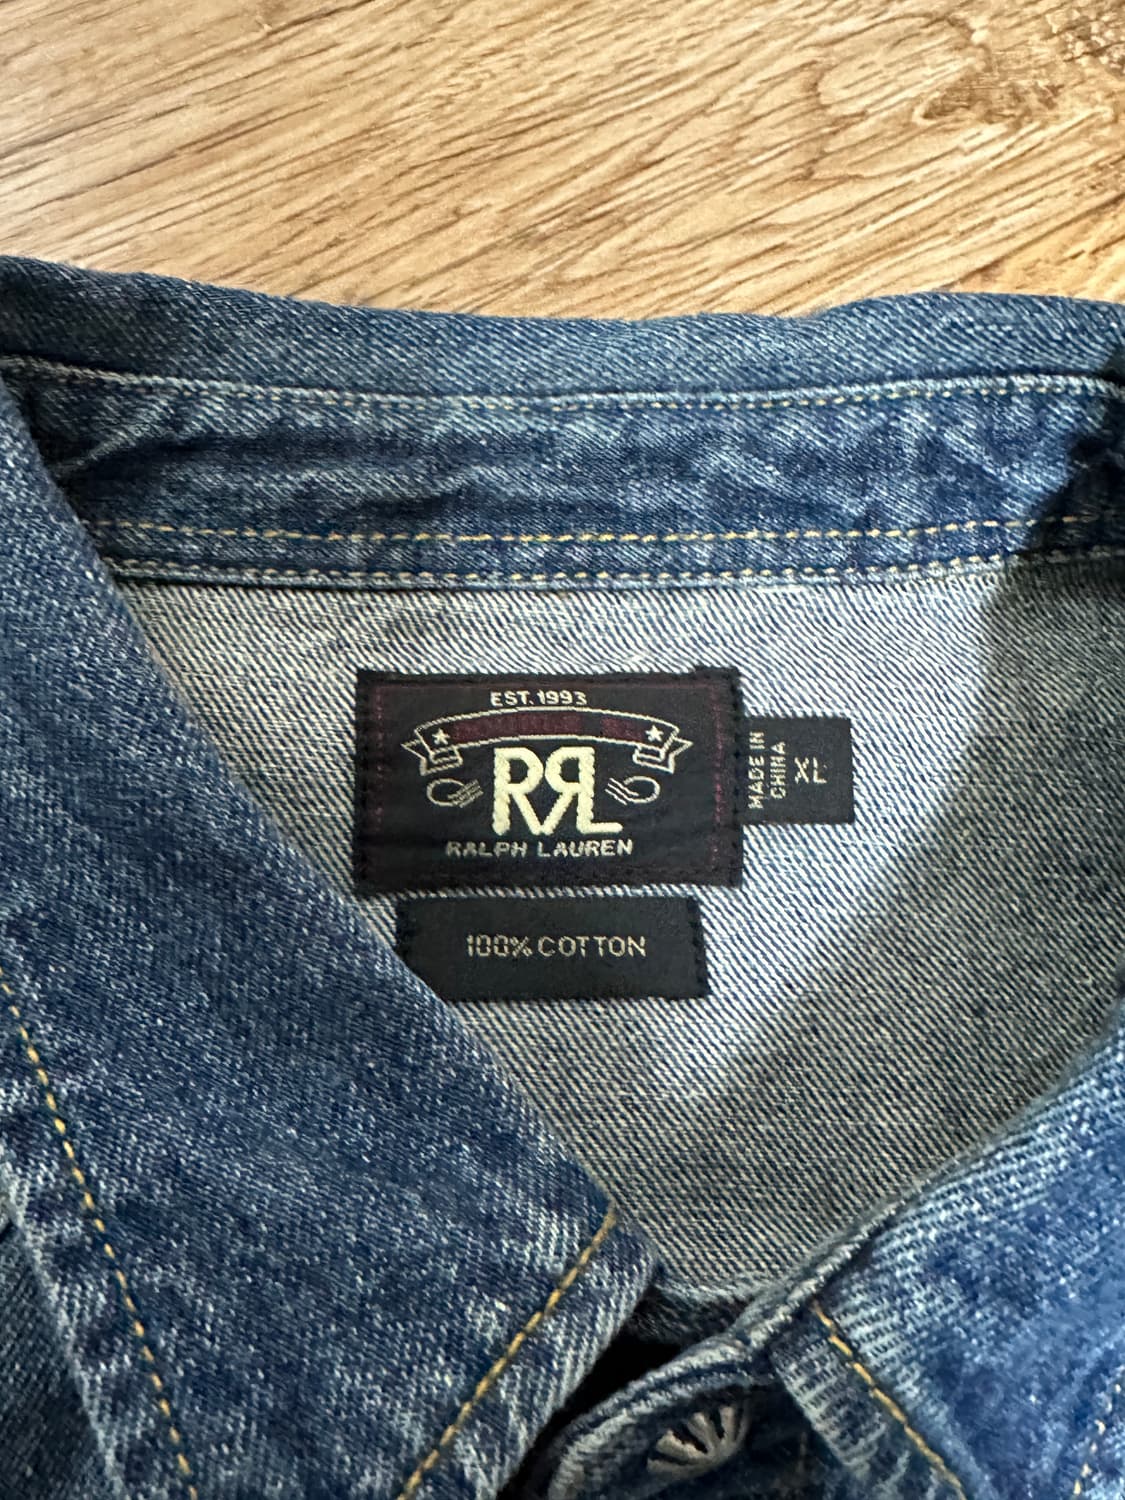 EST. 1993
RRL
RALPH LAUREN
MADE IN
CHINA
XL
100% COTTON